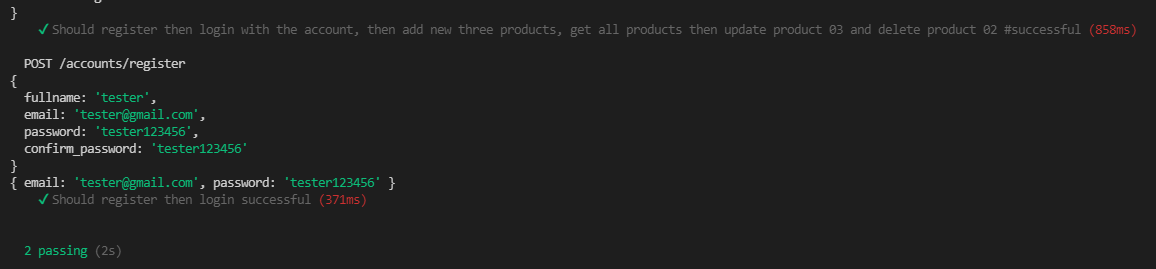 }
✓ Should register then login with the account, then add new three products, get all products then update product 03 and delete product 02 #successful (858ms)
POST /accounts/register
{
fullname: 'tester',
email: 'tester@gmail.com',
password: 'tester123456',
confirm_password: 'tester123456'
}
{ email: 'tester@gmail.com', password: 'tester123456' }
✓ Should register then login successful (371ms)
2 passing (2s)